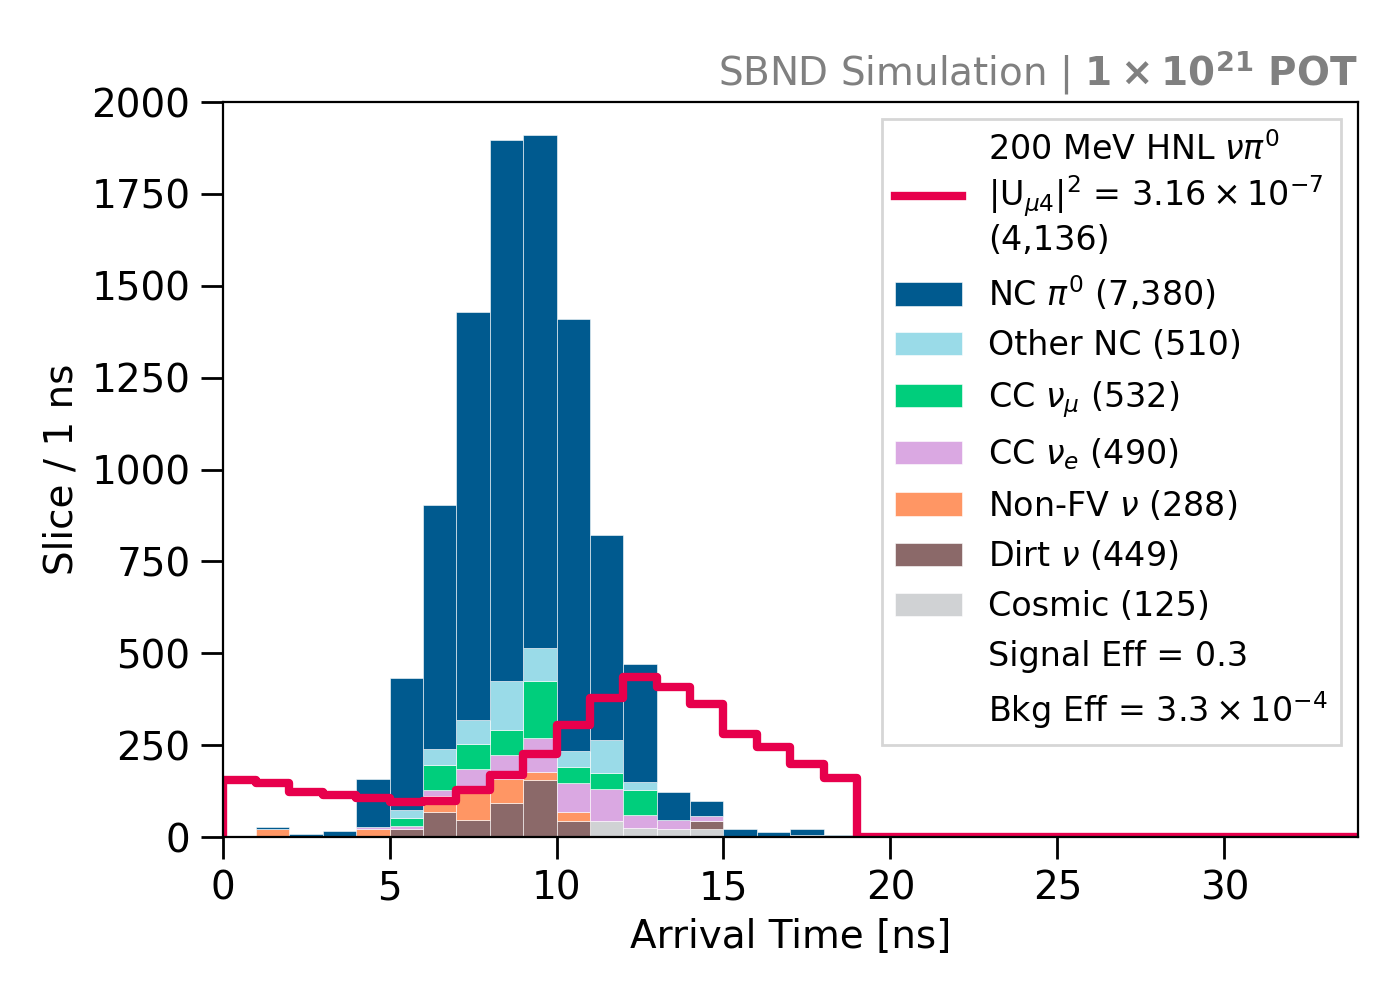 SBND Simulation | 1 × 10²¹ POT
2000
1750
1500
1250
1000
750
500
250
0
Slice / 1 ns
200 MeV HNL νπ⁰
|U_μ4|² = 3.16 × 10⁻⁷
(4,136)
NC π⁰ (7,380)
Other NC (510)
CC ν_μ (532)
CC ν_e (490)
Non-FV ν (288)
Dirt ν (449)
Cosmic (125)
Signal Eff = 0.3
Bkg Eff = 3.3 × 10⁻⁴
0 5 10 15 20 25 30
Arrival Time [ns]